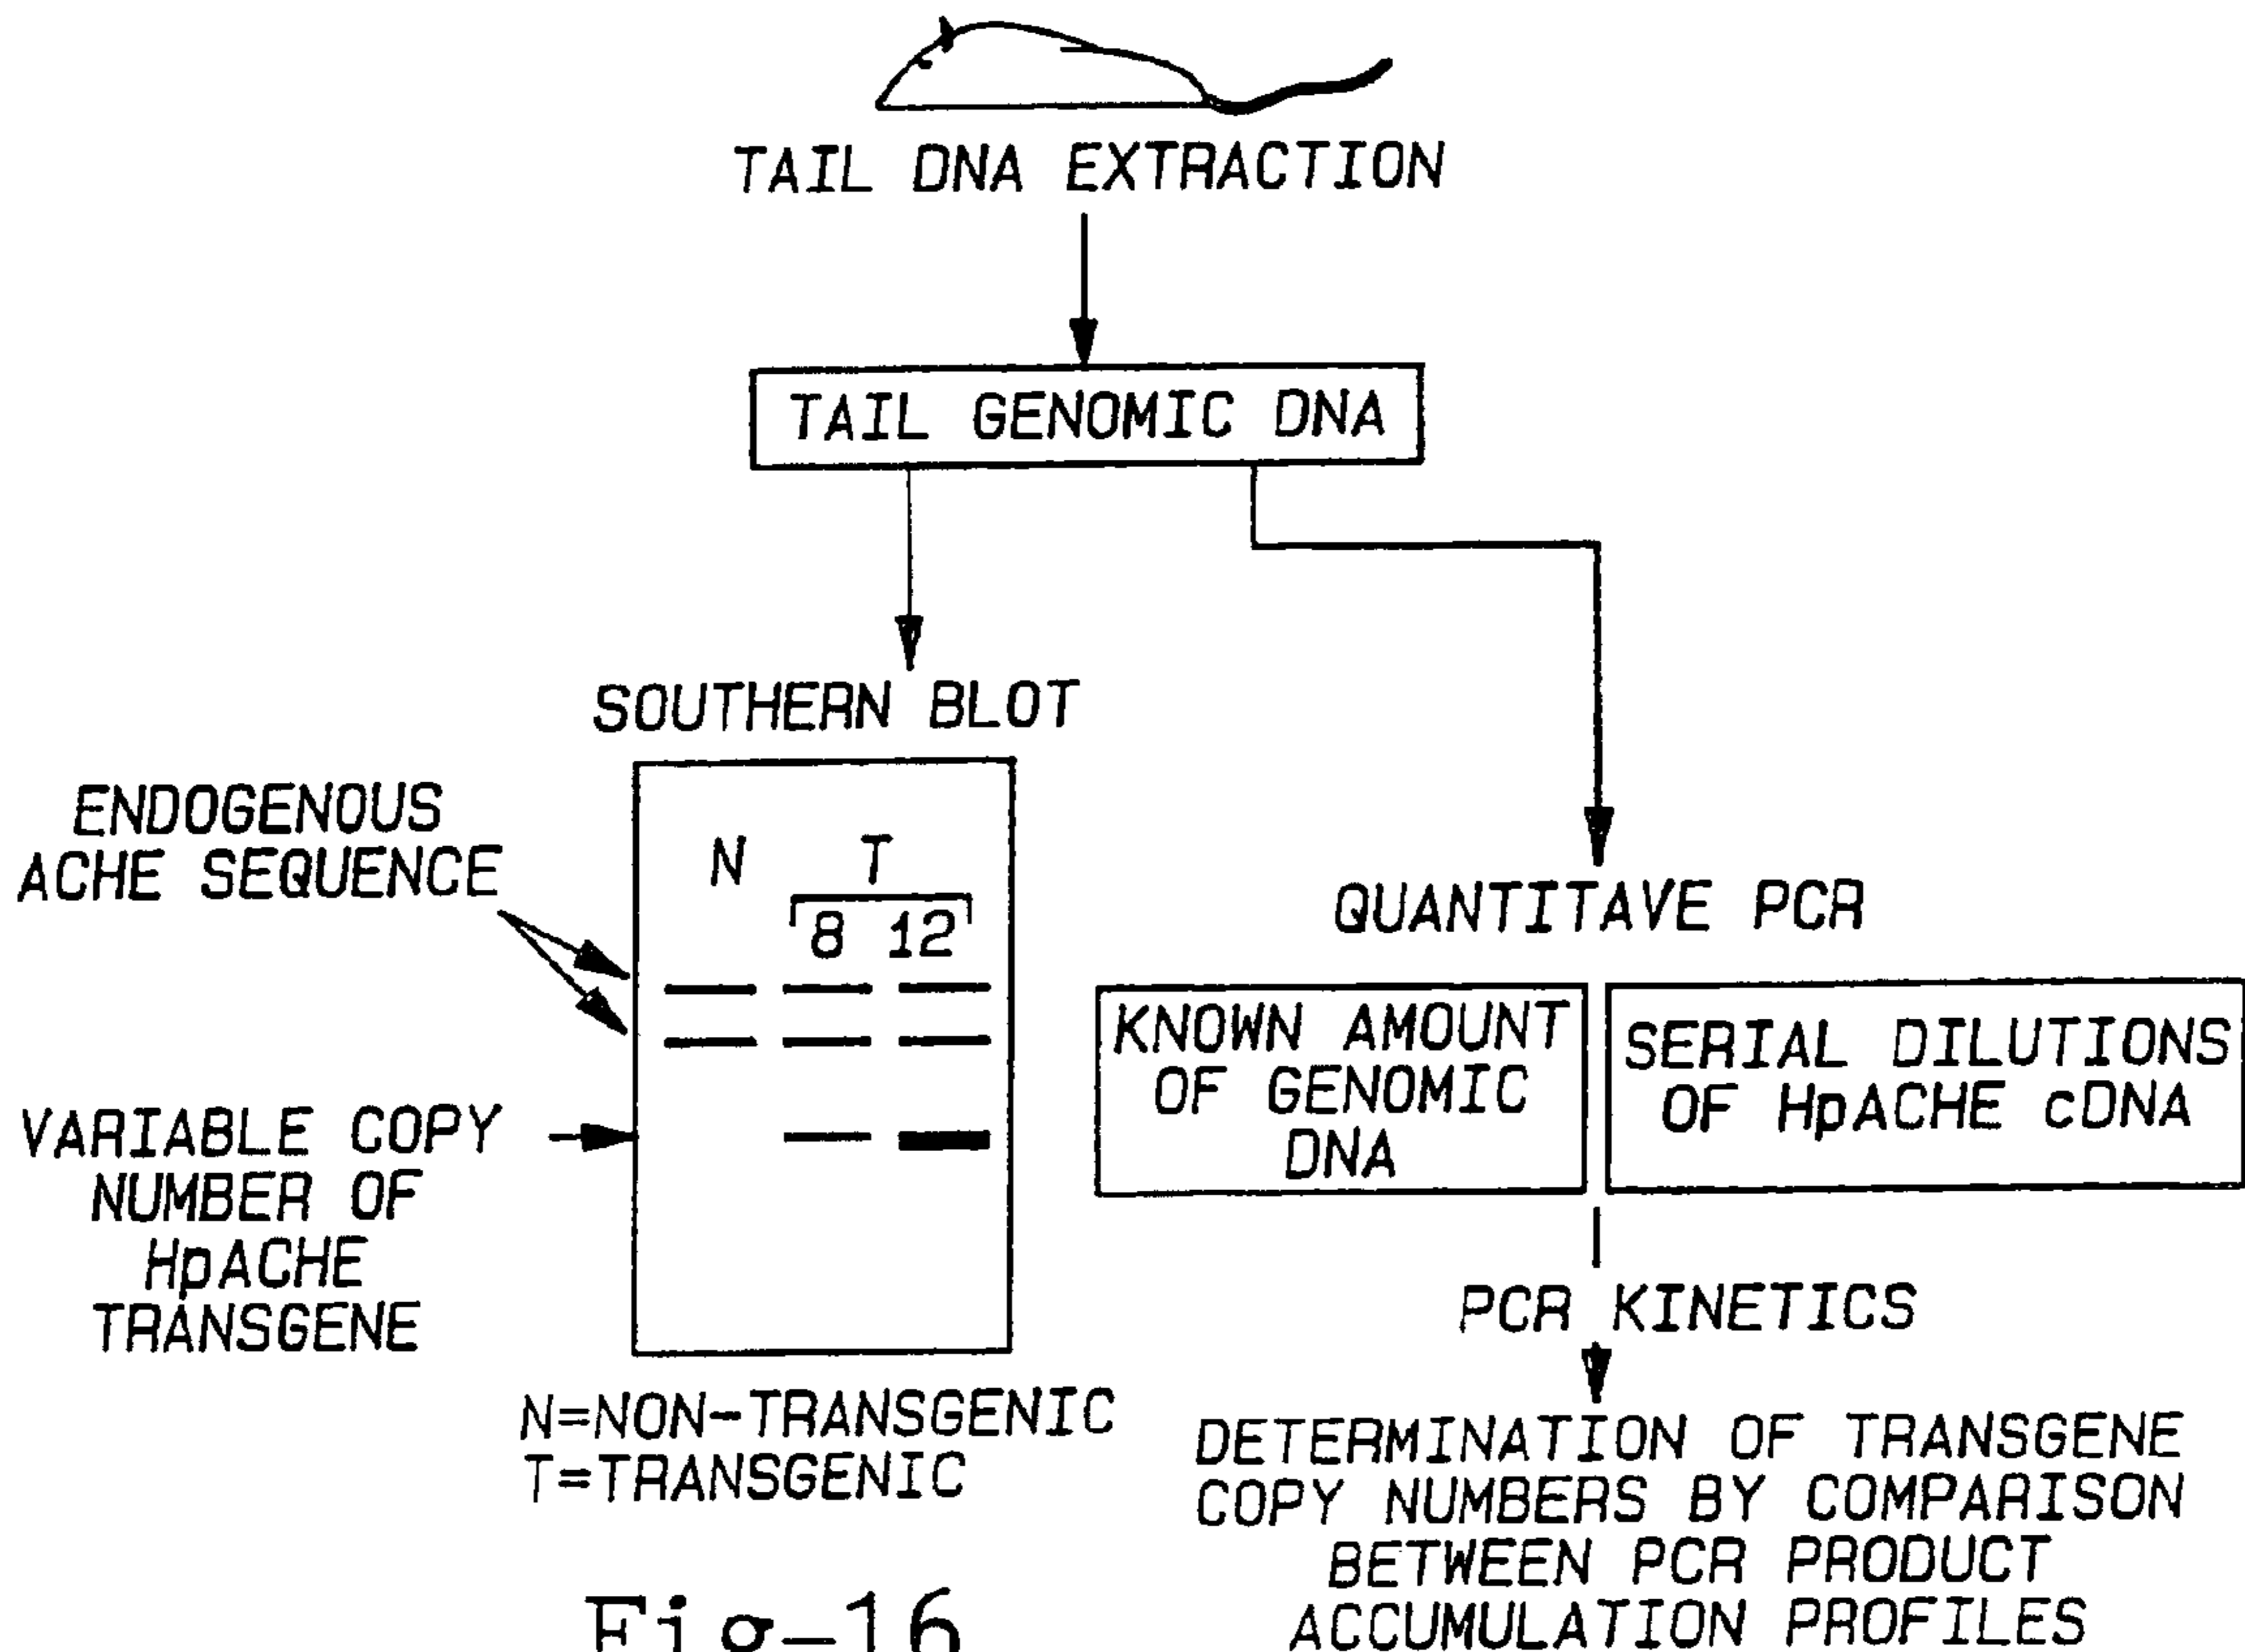 TAIL DNA EXTRACTION
TAIL GENOMIC DNA
SOUTHERN BLOT
ENDOGENOUS
ACHE SEQUENCE
N T
8 12
VARIABLE COPY
NUMBER OF
HpACHE
TRANSGENE
N=NON-TRANSGENIC
T=TRANSGENIC
QUANTITAVE PCR
KNOWN AMOUNT
OF GENOMIC
DNA
SERIAL DILUTIONS
OF HpACHE cDNA
PCR KINETICS
DETERMINATION OF TRANSGENE
COPY NUMBERS BY COMPARISON
BETWEEN PCR PRODUCT
ACCUMULATION PROFILES
Fig-16